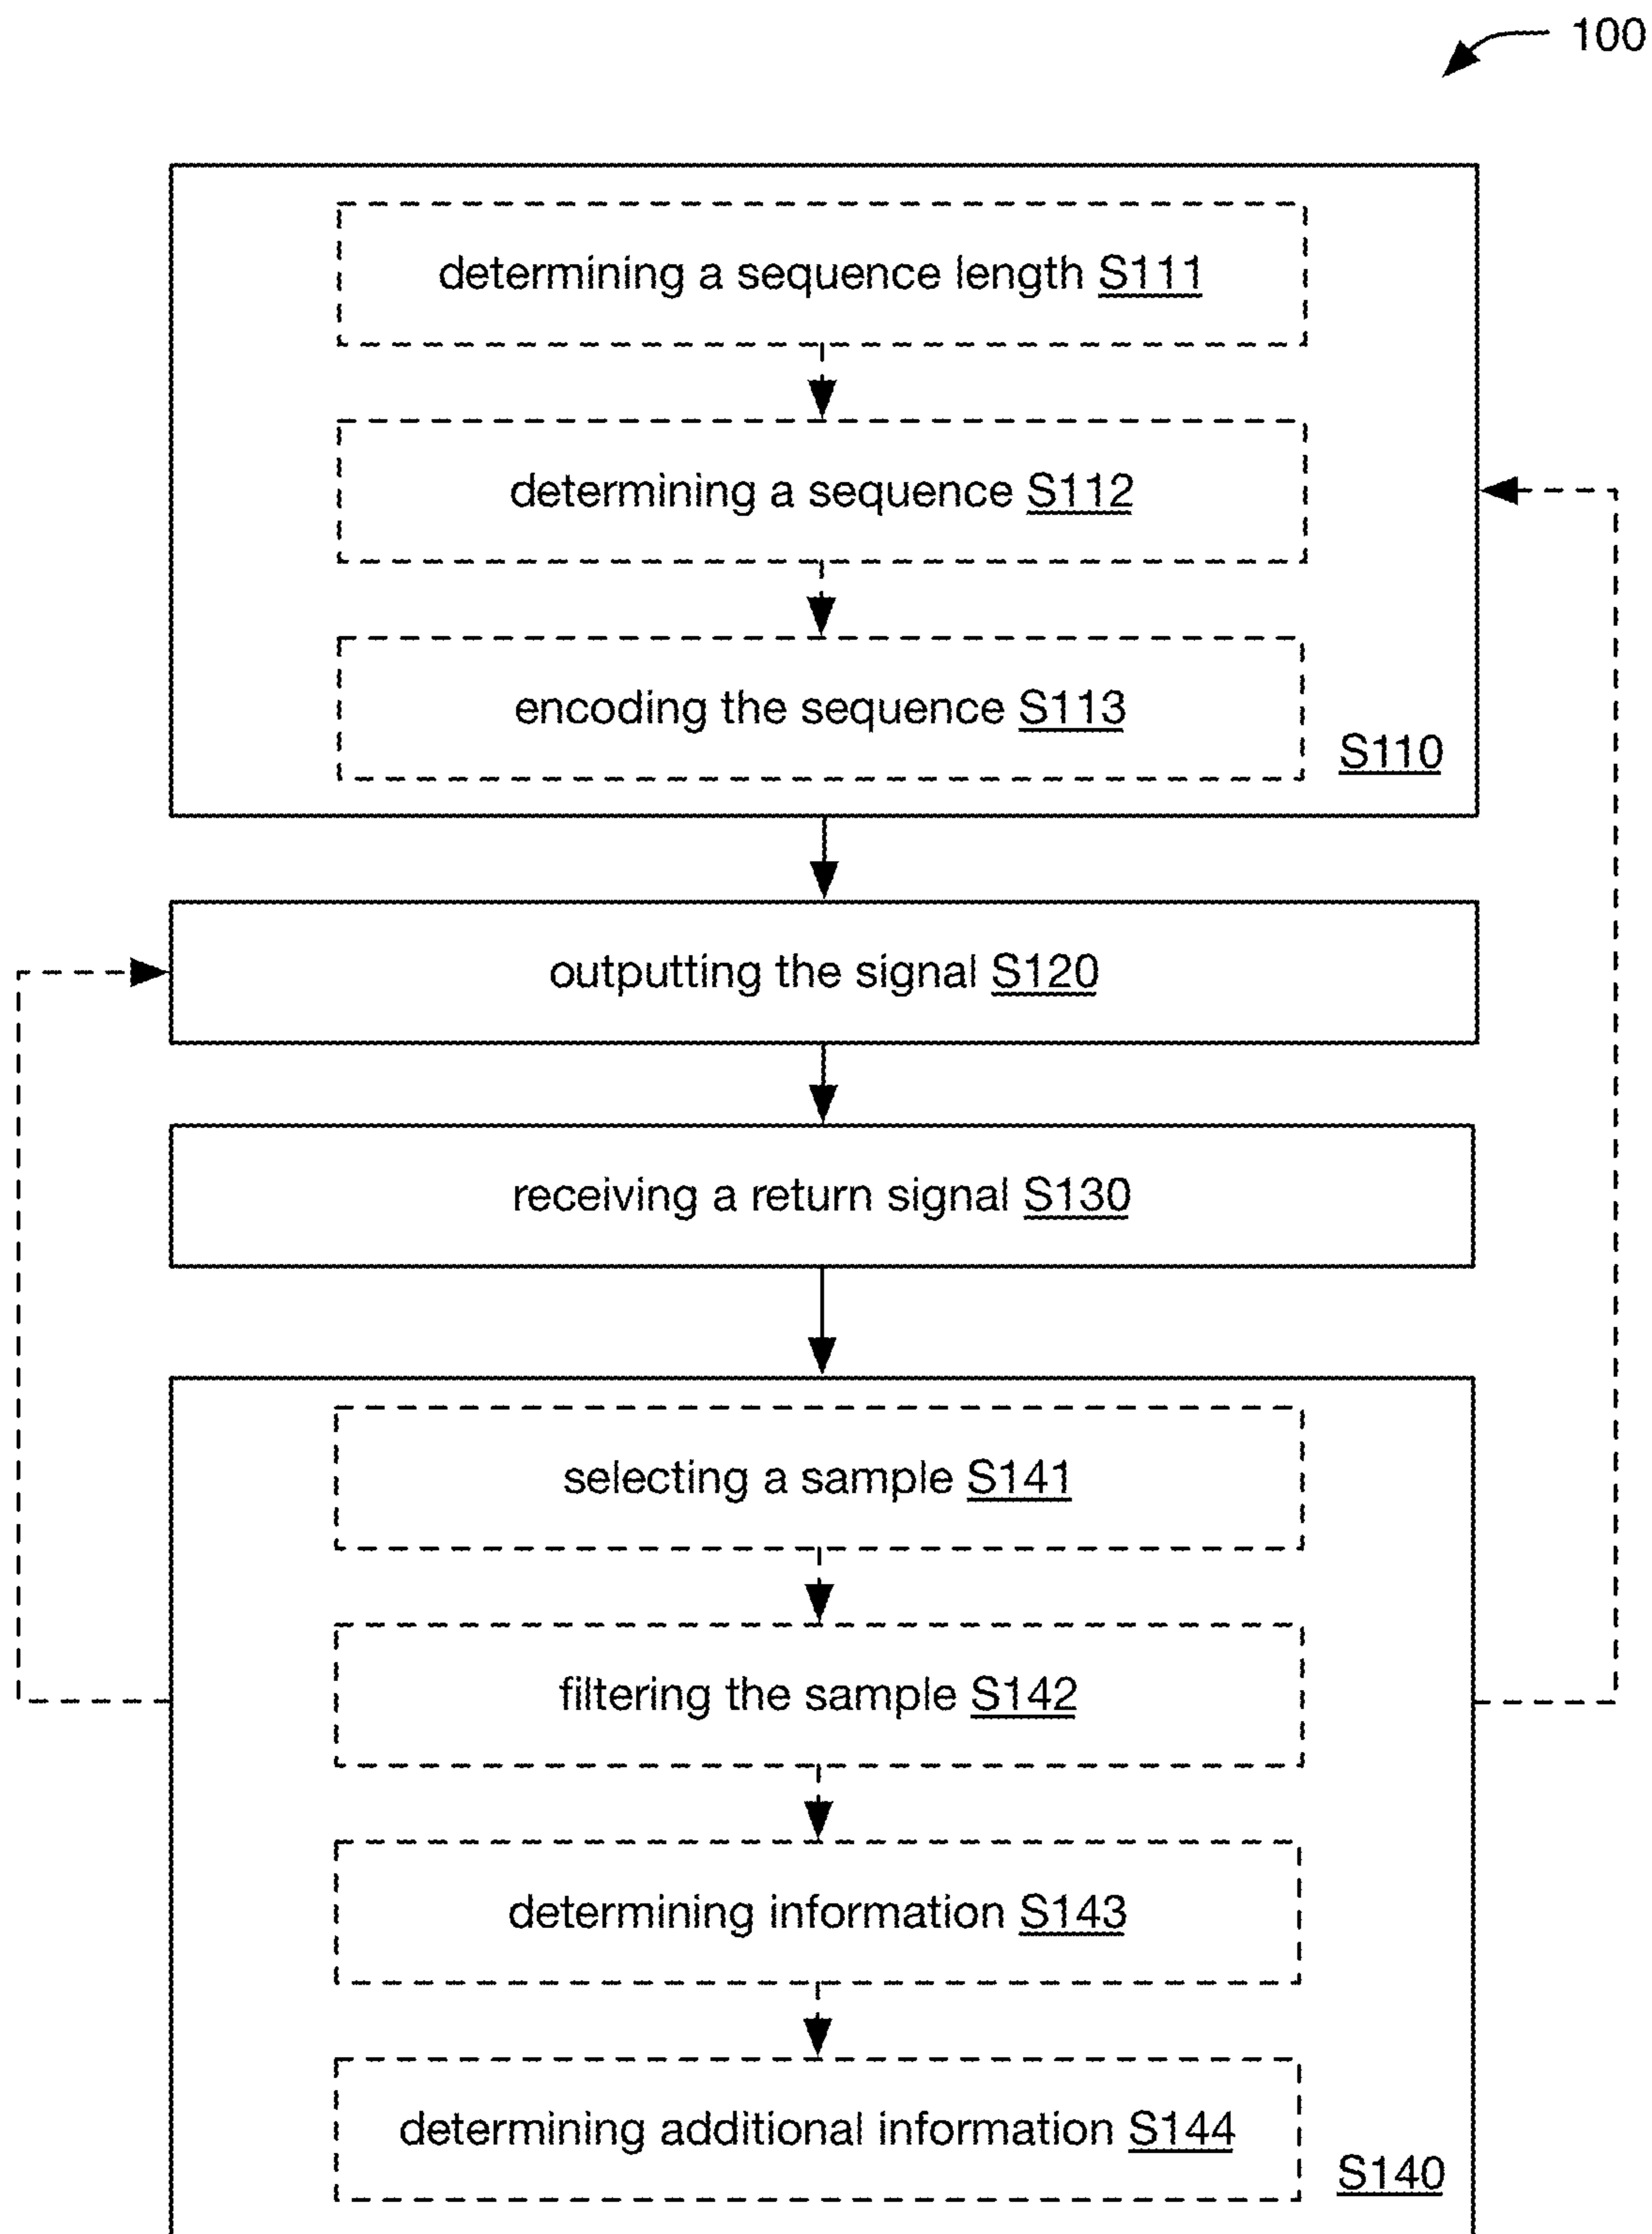 100
determining a sequence length S111
determining a sequence S112
encoding the sequence S113
S110
outputting the signal S120
receiving a return signal S130
selecting a sample S141
filtering the sample S142
determining information S143
determining additional information S144
S140